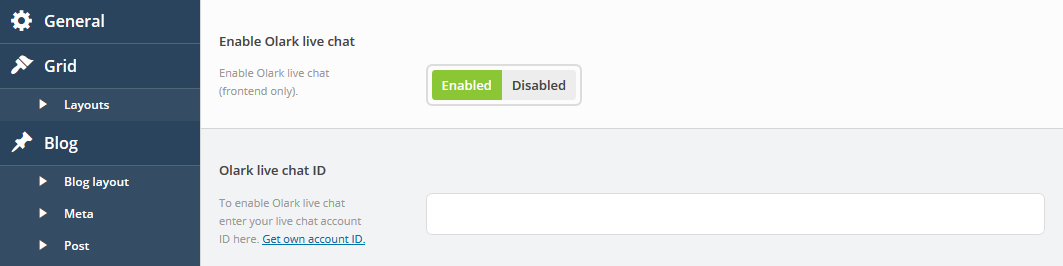 General
Grid
Layouts
Blog
Blog layout
Meta
Post
Enable Olark live chat
Enable Olark live chat
(frontend only).
Enabled Disabled
Olark live chat ID
To enable Olark live chat
enter your live chat account
ID here. Get own account ID.